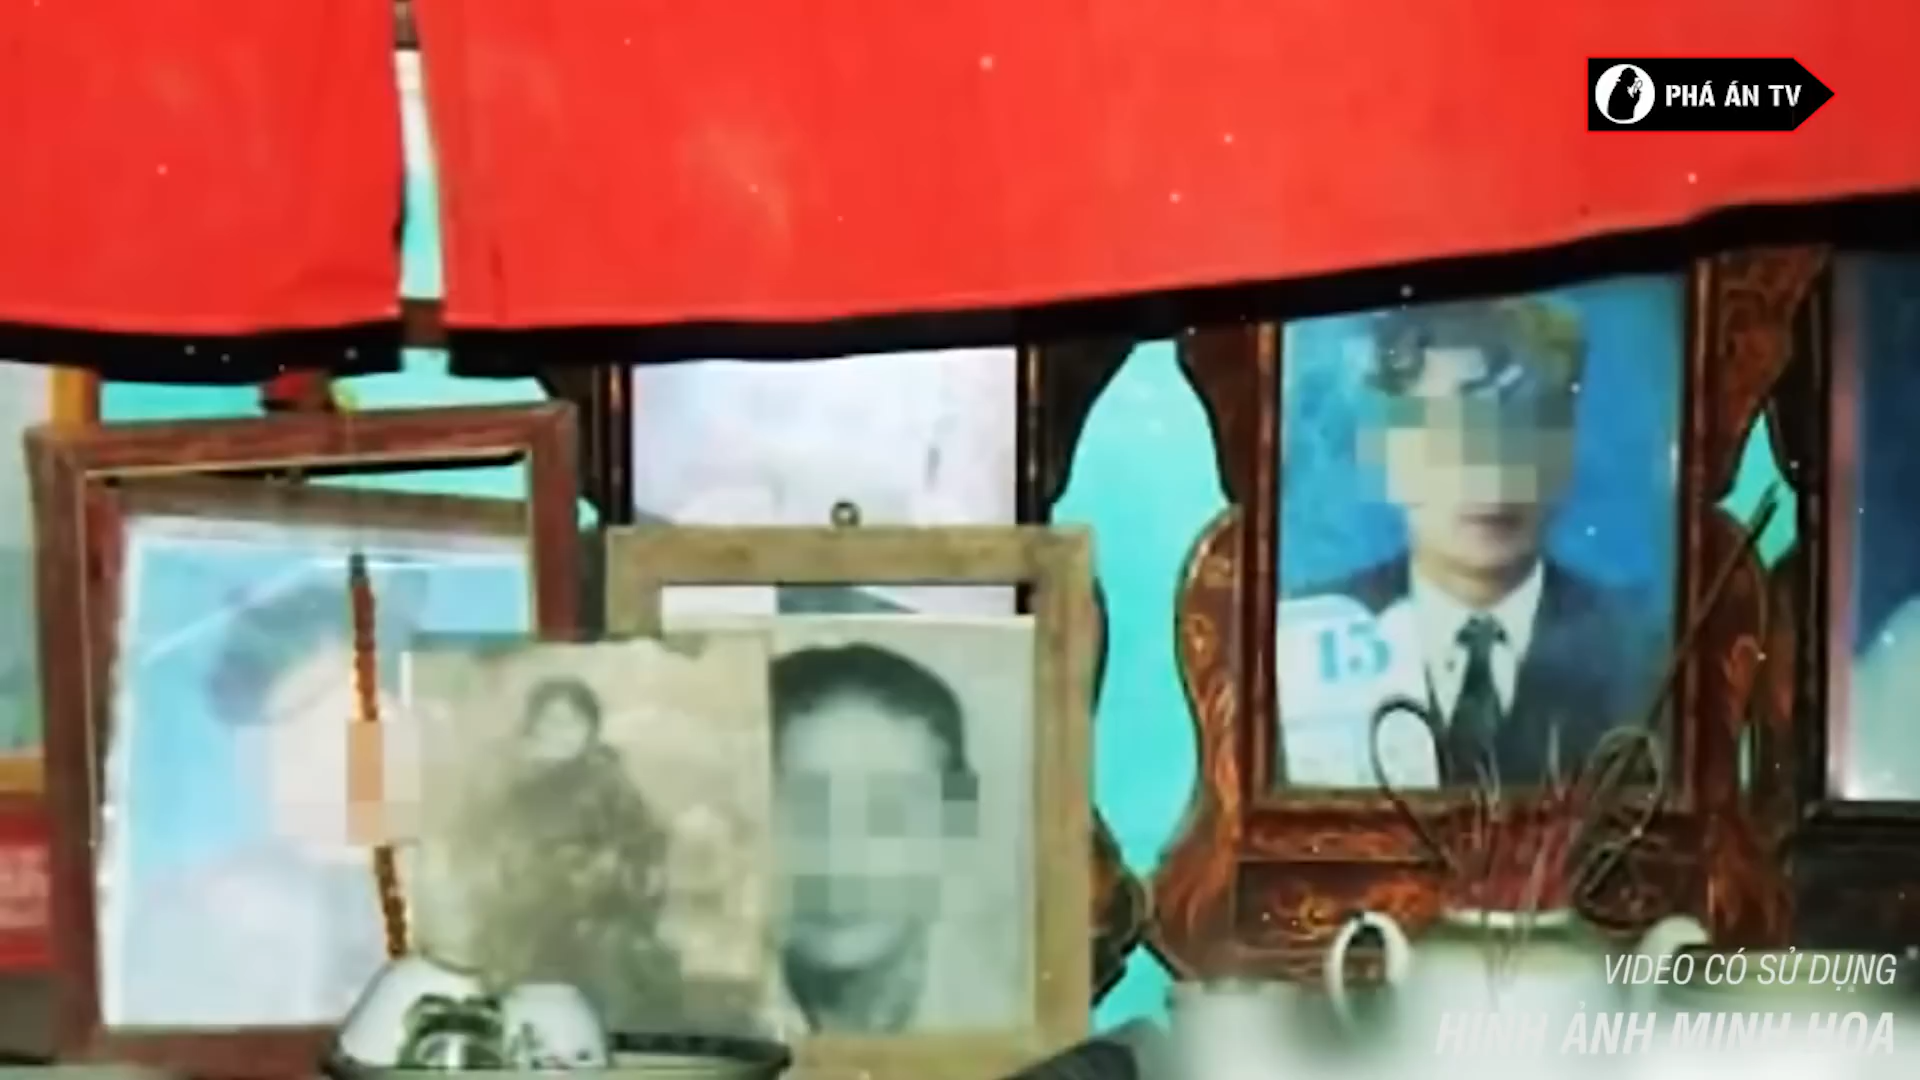 PHÁ ÁN TV
15
VIDEO CÓ SỬ DỤNG
HÌNH ẢNH MINH HỌA